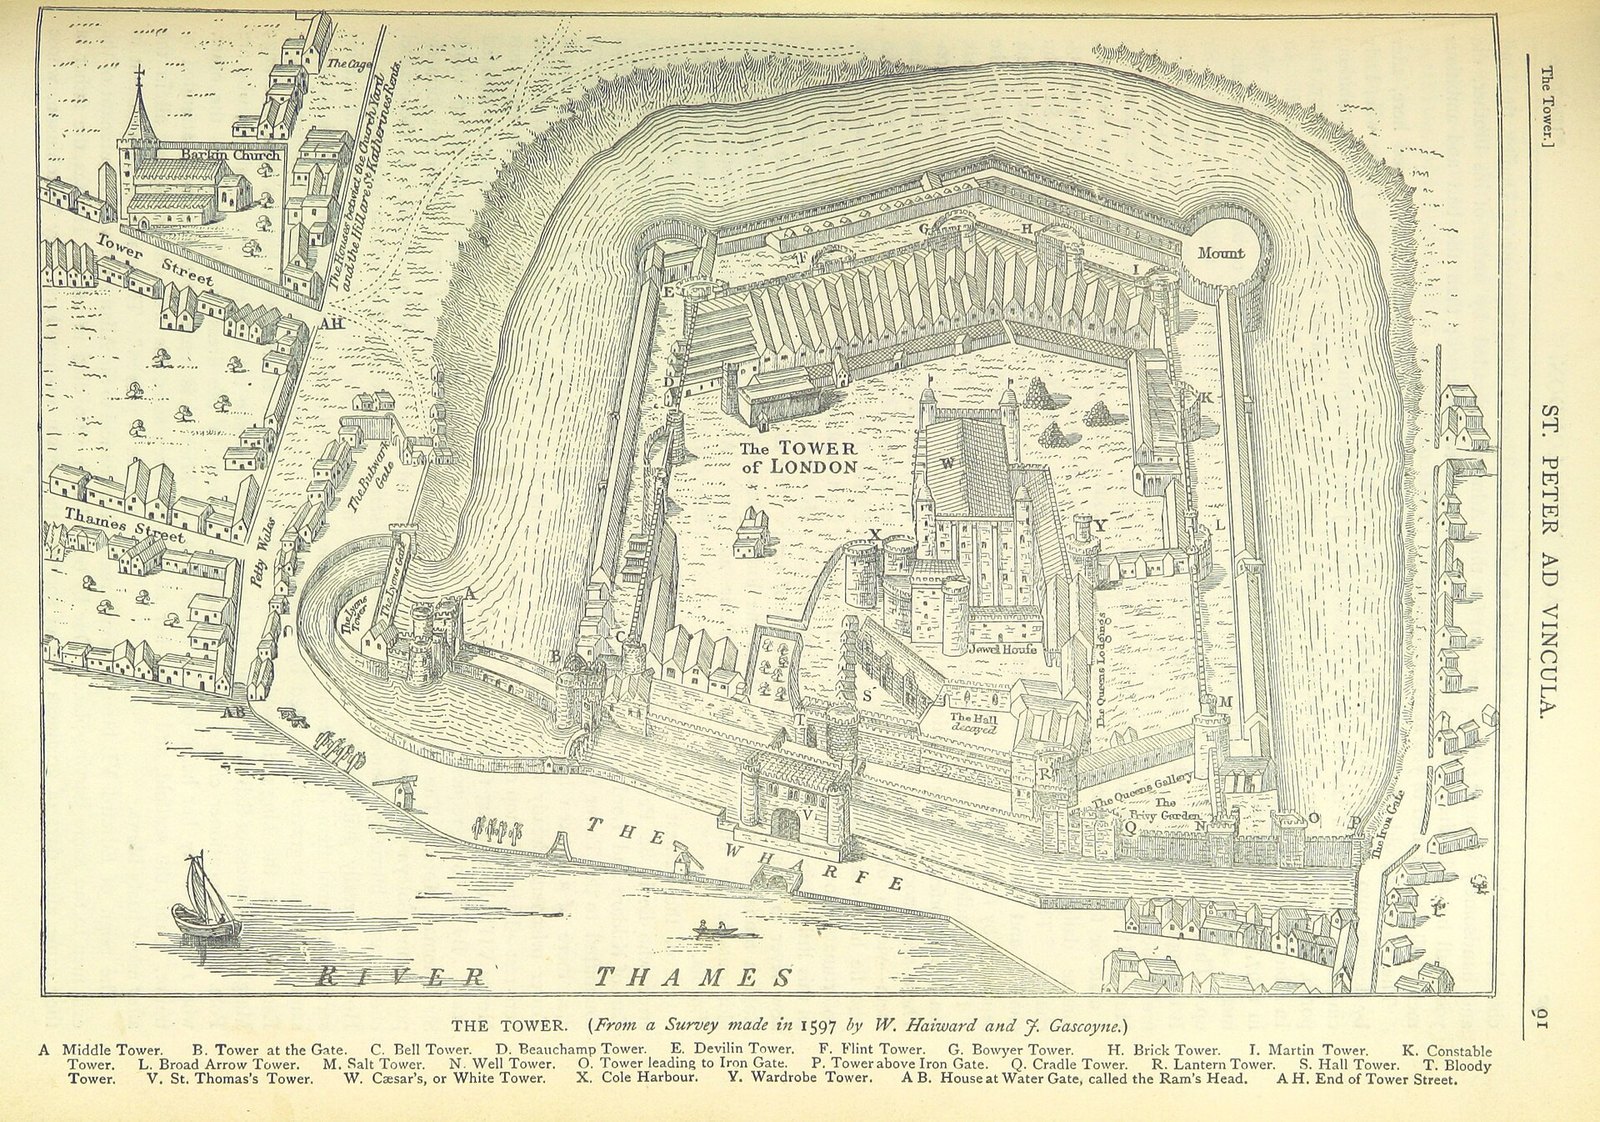 The Tower.]
ST. PETER AD VINCULA.
91
The Cage
Barkin Church
The Houses betwixt the Church Yard
and the Hill are St. Katherines Rents.
Tower Street
AH
Thames Street
Petty Wales
The Bulwark
Gate
The Lyons
Tower
The Lyons Gate
AB
A
B
C
D
E
F
G
H
I
Mount
K
L
M
The TOWER
of LONDON
W
X
Y
Jewel House
The Queens Lodgings
S
The Hall
decayed
T
R
V
The Queens Gallery
The
Privy Garden
Q
N
O
P
The Iron Gate
THE WHARFE
RIVER THAMES
THE TOWER. (From a Survey made in 1597 by W. Haiward and J. Gascoyne.)
A Middle Tower. B. Tower at the Gate. C. Bell Tower. D. Beauchamp Tower. E. Devilin Tower. F. Flint Tower. G. Bowyer Tower. H. Brick Tower. I. Martin Tower. K. Constable
Tower. L. Broad Arrow Tower. M. Salt Tower. N. Well Tower. O. Tower leading to Iron Gate. P. Tower above Iron Gate. Q. Cradle Tower. R. Lantern Tower. S. Hall Tower. T. Bloody
Tower. V. St. Thomas's Tower. W. Cæsar's, or White Tower. X. Cole Harbour. Y. Wardrobe Tower. A B. House at Water Gate, called the Ram's Head. A H. End of Tower Street.